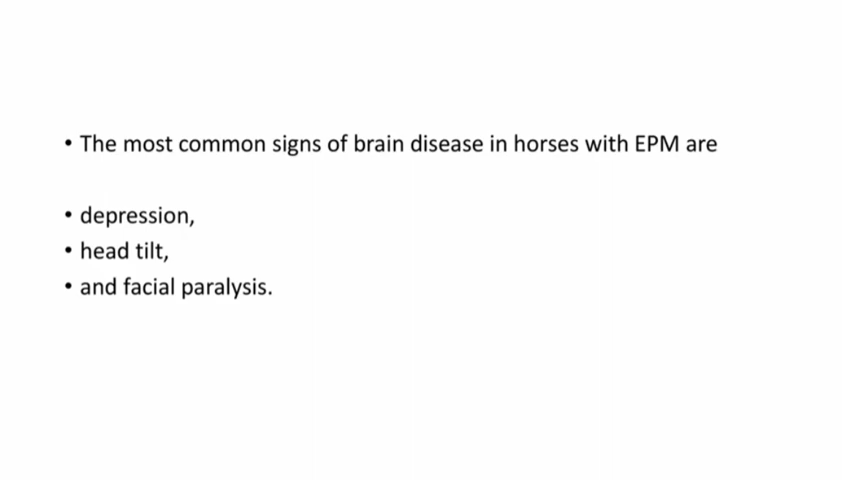 • The most common signs of brain disease in horses with EPM are
• depression,
• head tilt,
• and facial paralysis.